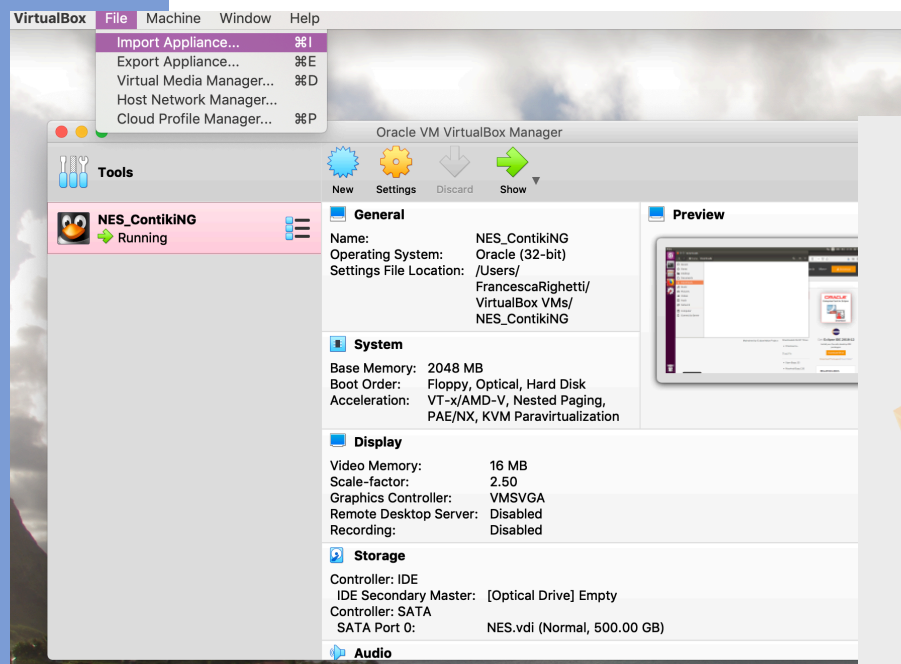 VirtualBox File Machine Window Help
Import Appliance... ⌘I
Export Appliance... ⌘E
Virtual Media Manager... ⌘D
Host Network Manager...
Cloud Profile Manager... ⌘P
Oracle VM VirtualBox Manager
Tools
New Settings Discard Show
NES_ContikiNG
Running
General
Name: NES_ContikiNG
Operating System: Oracle (32-bit)
Settings File Location: /Users/
FrancescaRighetti/
VirtualBox VMs/
NES_ContikiNG
Preview
ORACLE
System
Base Memory: 2048 MB
Boot Order: Floppy, Optical, Hard Disk
Acceleration: VT-x/AMD-V, Nested Paging,
PAE/NX, KVM Paravirtualization
Display
Video Memory: 16 MB
Scale-factor: 2.50
Graphics Controller: VMSVGA
Remote Desktop Server: Disabled
Recording: Disabled
Storage
Controller: IDE
IDE Secondary Master: [Optical Drive] Empty
Controller: SATA
SATA Port 0: NES.vdi (Normal, 500.00 GB)
Audio